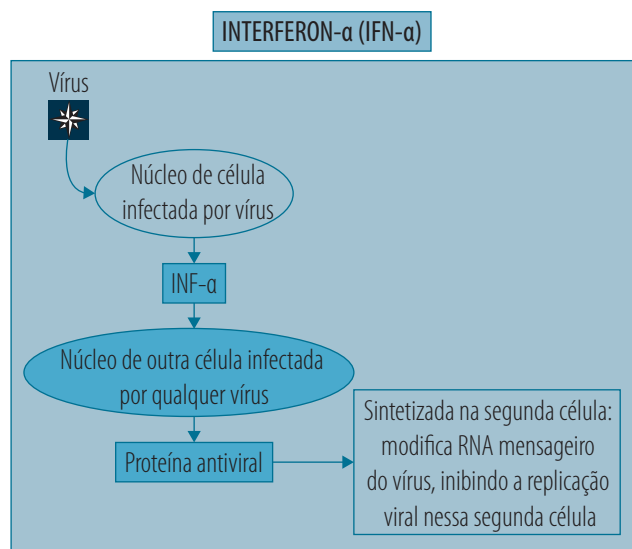 INTERFERON-α (IFN-α)
Vírus
Núcleo de célula
infectada por vírus
INF-α
Núcleo de outra célula infectada
por qualquer vírus
Proteína antiviral
Sintetizada na segunda célula:
modifica RNA mensageiro
do vírus, inibindo a replicação
viral nessa segunda célula